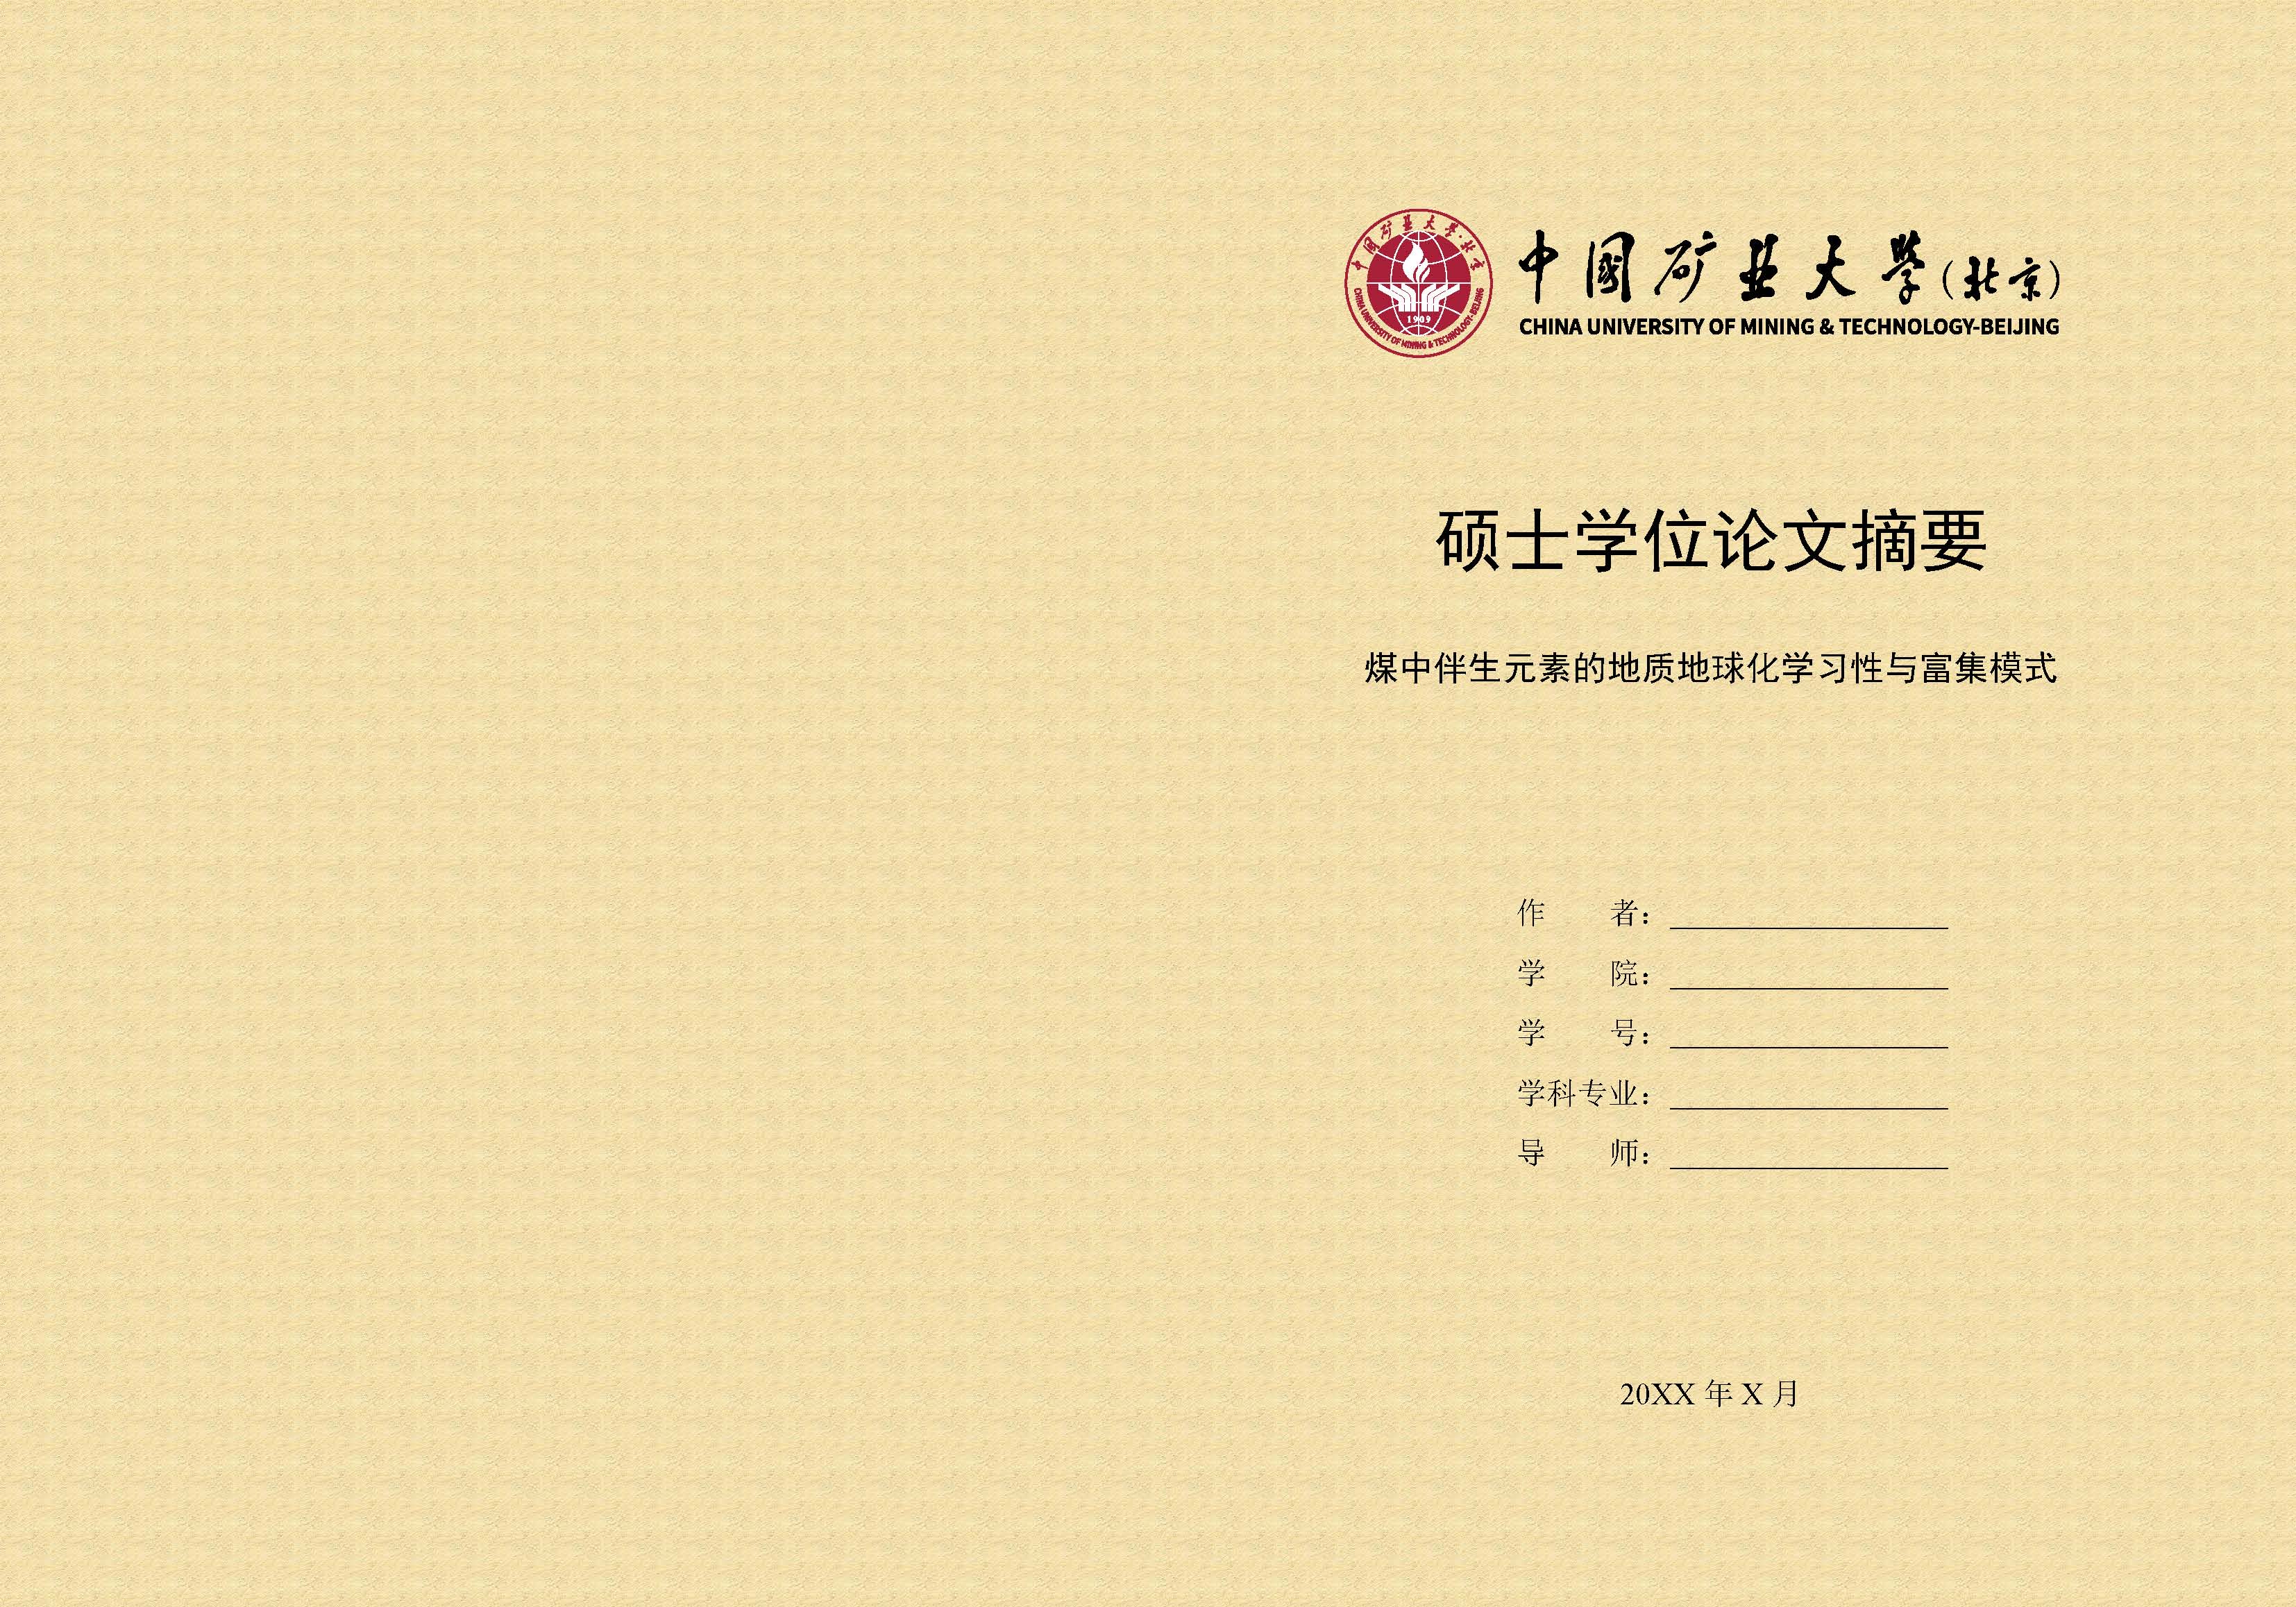 中国矿业大学·北京
1909
CHINA UNIVERSITY OF MINING & TECHNOLOGY-BEIJING
中國矿业大學(北京)
CHINA UNIVERSITY OF MINING & TECHNOLOGY-BEIJING
硕士学位论文摘要
煤中伴生元素的地质地球化学习性与富集模式
作 者：
学 院：
学 号：
学科专业：
导 师：
20XX 年 X 月